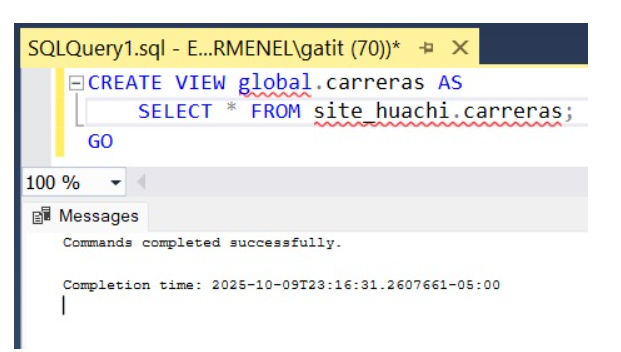 SQLQuery1.sql - E...RMENEL\gatit (70))*
CREATE VIEW global.carreras AS
SELECT * FROM site_huachi.carreras;
GO
100 %
Messages
Commands completed successfully.
Completion time: 2025-10-09T23:16:31.2607661-05:00